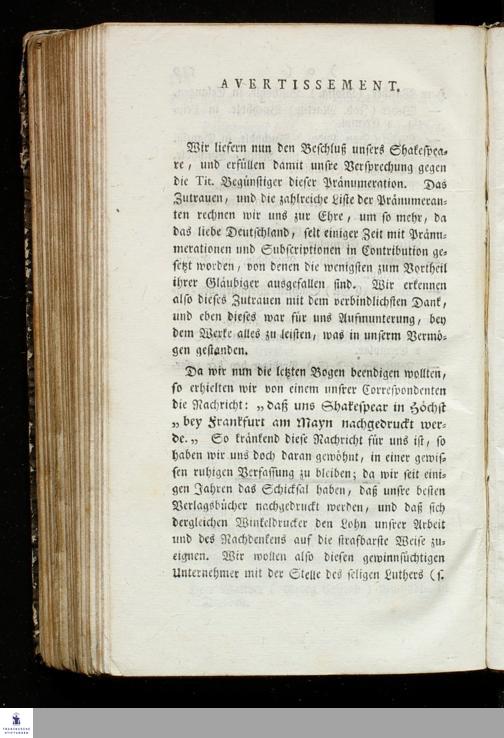 AVERTISSEMENT.
Wir liefern nun den Beschluß unsers Shakespea-
re, und erfüllen damit unsre Versprechung gegen
die Tit. Begünstiger dieser Pränumeration. Das
Zutrauen, und die zahlreiche Liste der Pränumeran-
ten rechnen wir uns zur Ehre, um so mehr, da
das liebe Deutschland, seit einiger Zeit mit Pränu-
merationen und Subscriptionen in Contribution ge-
setzt worden, von denen die wenigsten zum Vortheil
ihrer Gläubiger ausgefallen sind. Wir erkennen
also dieses Zutrauen mit dem verbindlichsten Dank,
und eben dieses war für uns Aufmunterung, bey
dem Werke alles zu leisten, was in unserm Vermö-
gen gestanden.
Da wir nun die letzten Bogen beendigen wollten,
so erhielten wir von einem unsrer Correspondenten
die Nachricht: „daß uns Shakespear in Höchst
„bey Frankfurt am Mayn nachgedruckt wer-
de.„ So kränkend diese Nachricht für uns ist, so
haben wir uns doch daran gewöhnt, in einer gewis-
sen ruhigen Verfassung zu bleiben; da wir seit eini-
gen Jahren das Schicksal haben, daß unsre besten
Verlagsbücher nachgedruckt werden, und daß sich
dergleichen Winkeldrucker den Lohn unsrer Arbeit
und des Nachdenkens auf die strafbarste Weise zu-
eignen. Wir wollen also diesen gewinnsüchtigen
Unternehmer mit der Stelle des seligen Luthers (s.
FRANCKESCHE
STIFTUNGEN